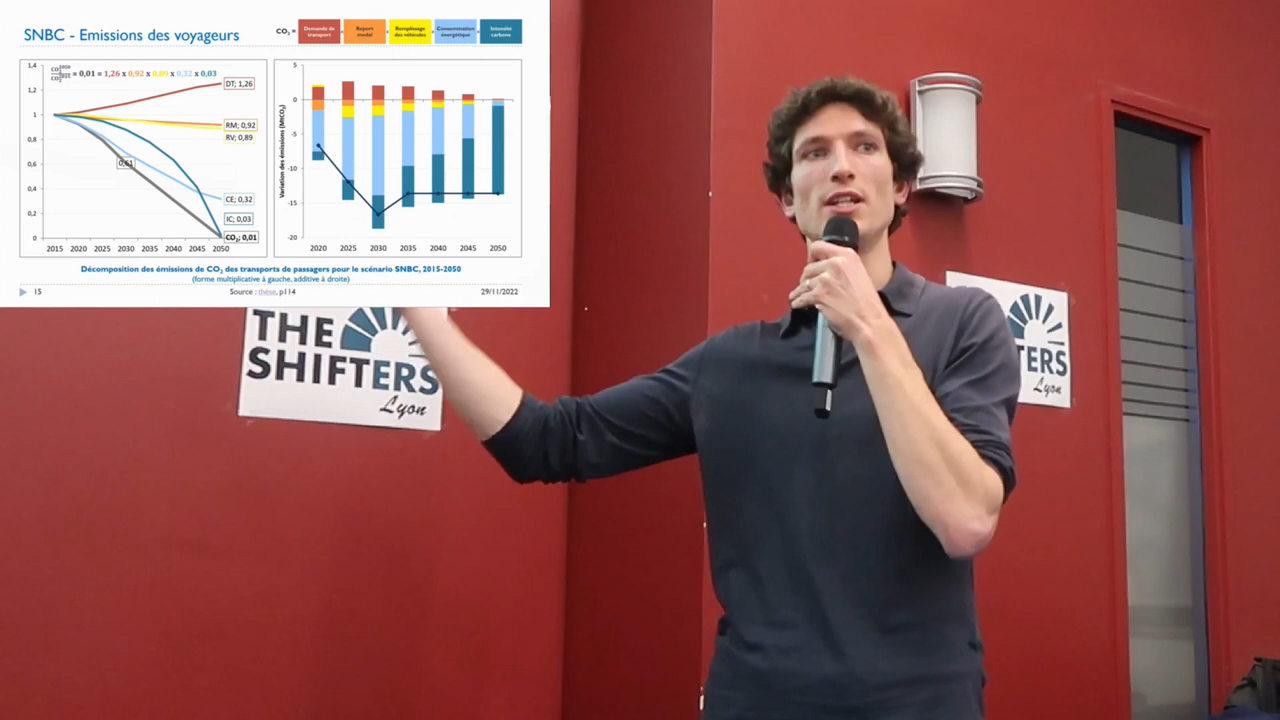 SNBC - Emissions des voyageurs
CO₂ =
Demande de transport
Report modal
Remplissage des véhicules
Consommation énergétique
Intensité carbone
= 0,01 = 1,26 x 0,92 x 0,89 x 0,32 x 0,03
1,4
1,2
1
0,8
0,6
0,4
0,2
0
0,61
DT; 1,26
RM; 0,92
RV; 0,89
CE; 0,32
IC; 0,03
CO₂; 0,01
2015 2020 2025 2030 2035 2040 2045 2050
Variation des émissions (MtCO₂)
5
0
-5
-10
-15
-20
2020 2025 2030 2035 2040 2045 2050
Décomposition des émissions de CO₂ des transports de passagers pour le scénario SNBC, 2015-2050
(forme multiplicative à gauche, additive à droite)
15
Source : thèse, p114
29/11/2022
THE
SHIFTERS
Lyon
TERS
Lyon